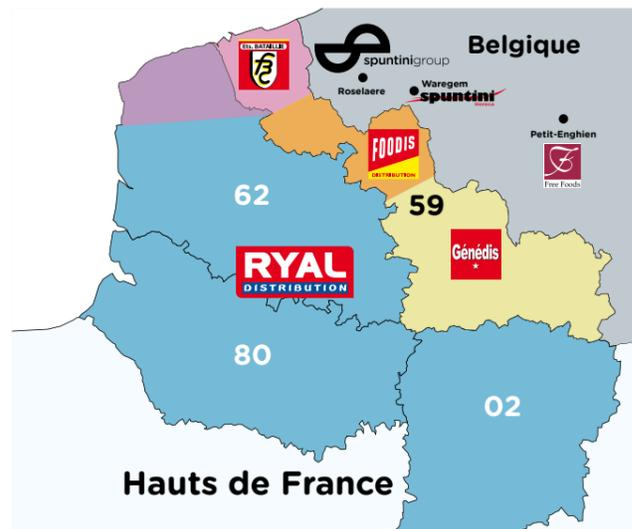 Ets. BATAILLIE
spuntinigroup
Belgique
Roselaere
Waregem
spuntini
Petit-Enghien
Free Foods
FOODIS
DISTRIBUTION
62
59
Génédis
RYAL
DISTRIBUTION
80
02
Hauts de France